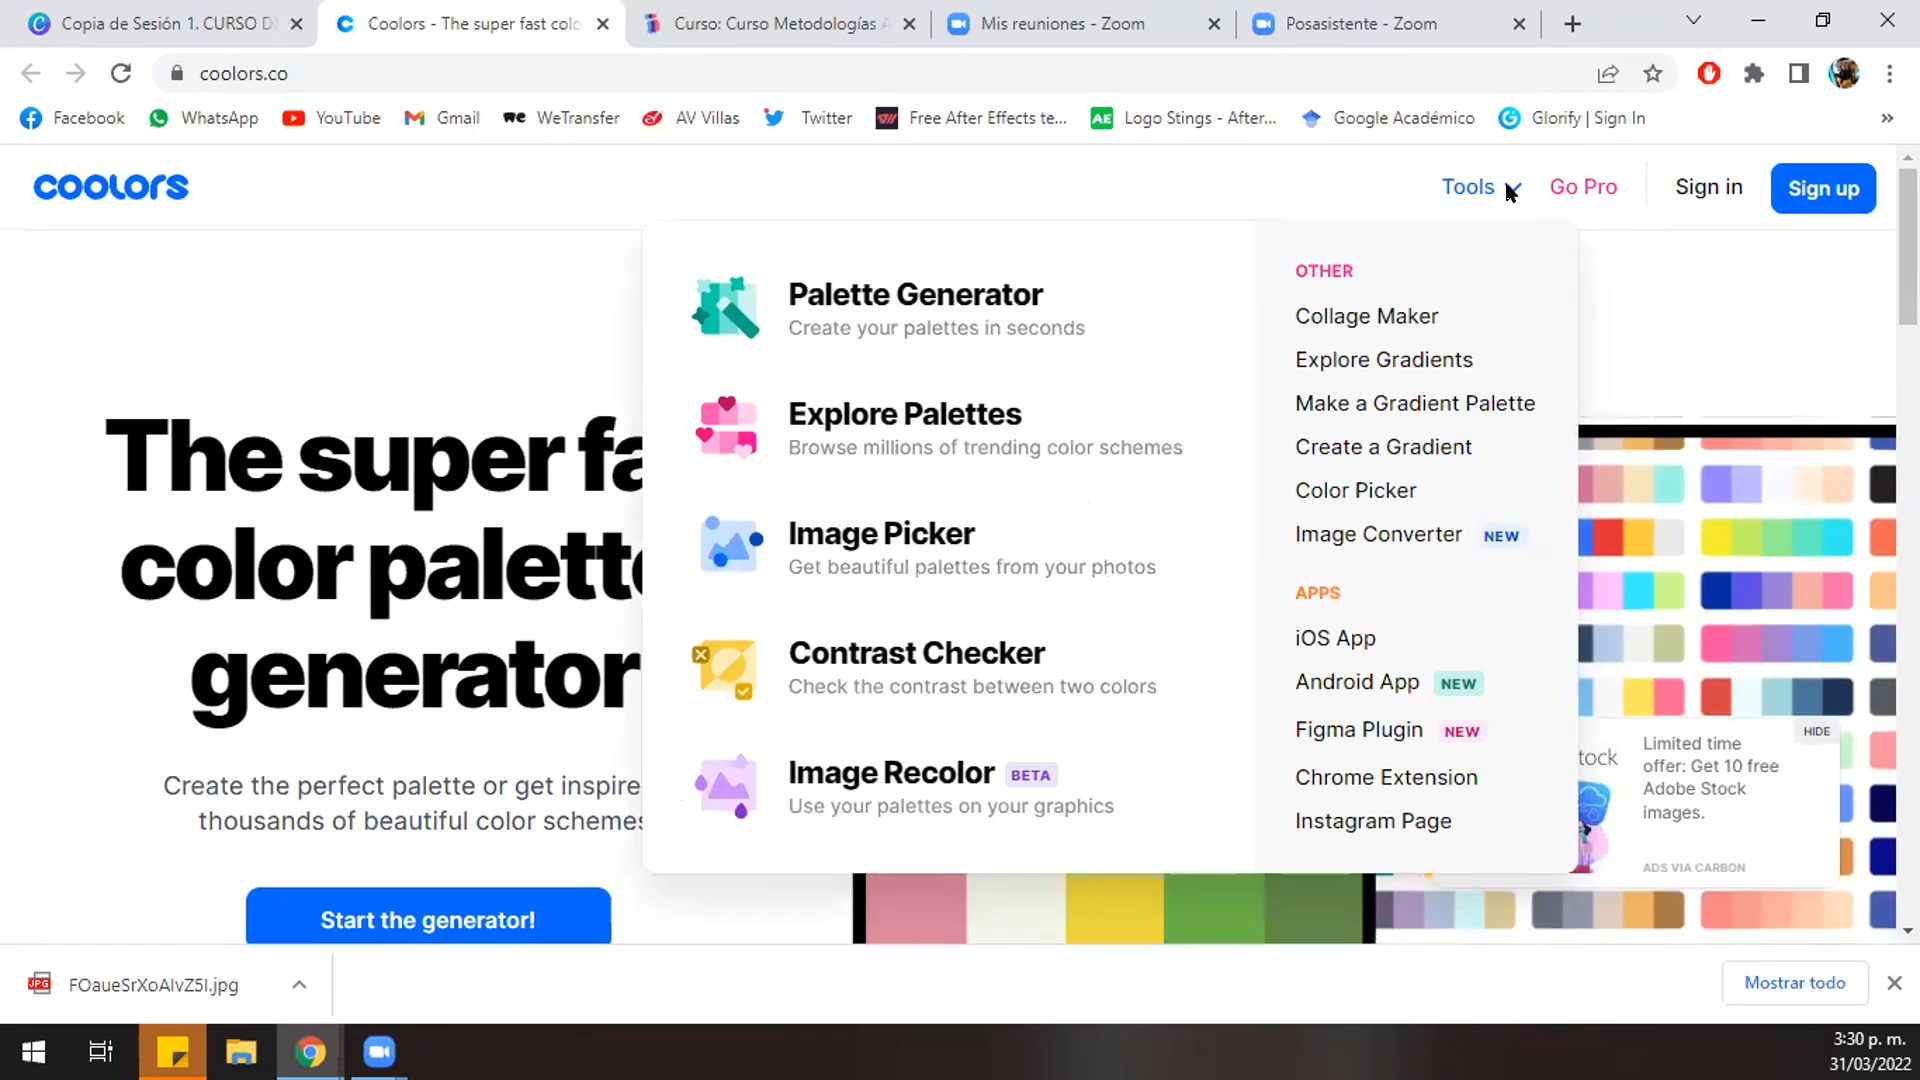 Copia de Sesión 1. CURSO D
Coolors - The super fast colo
Curso: Curso Metodologías A
Mis reuniones - Zoom
Posasistente - Zoom
coolors.co
Facebook
WhatsApp
YouTube
Gmail
WeTransfer
AV Villas
Twitter
Free After Effects te...
Logo Stings - After...
Google Académico
Glorify | Sign In
»
coolors
Tools
Go Pro
Sign in
Sign up
Palette Generator
Create your palettes in seconds
Explore Palettes
Browse millions of trending color schemes
Image Picker
Get beautiful palettes from your photos
Contrast Checker
Check the contrast between two colors
Image Recolor BETA
Use your palettes on your graphics
OTHER
Collage Maker
Explore Gradients
Make a Gradient Palette
Create a Gradient
Color Picker
Image Converter NEW
APPS
iOS App
Android App NEW
Figma Plugin NEW
Chrome Extension
Instagram Page
The super fa
color palette
generator
Create the perfect palette or get inspire
thousands of beautiful color schemes
Start the generator!
HIDE
tock
Limited time
offer: Get 10 free
Adobe Stock
images.
ADS VIA CARBON
JPG
FOaueSrXoAIvZ5I.jpg
Mostrar todo
3:30 p. m.
31/03/2022